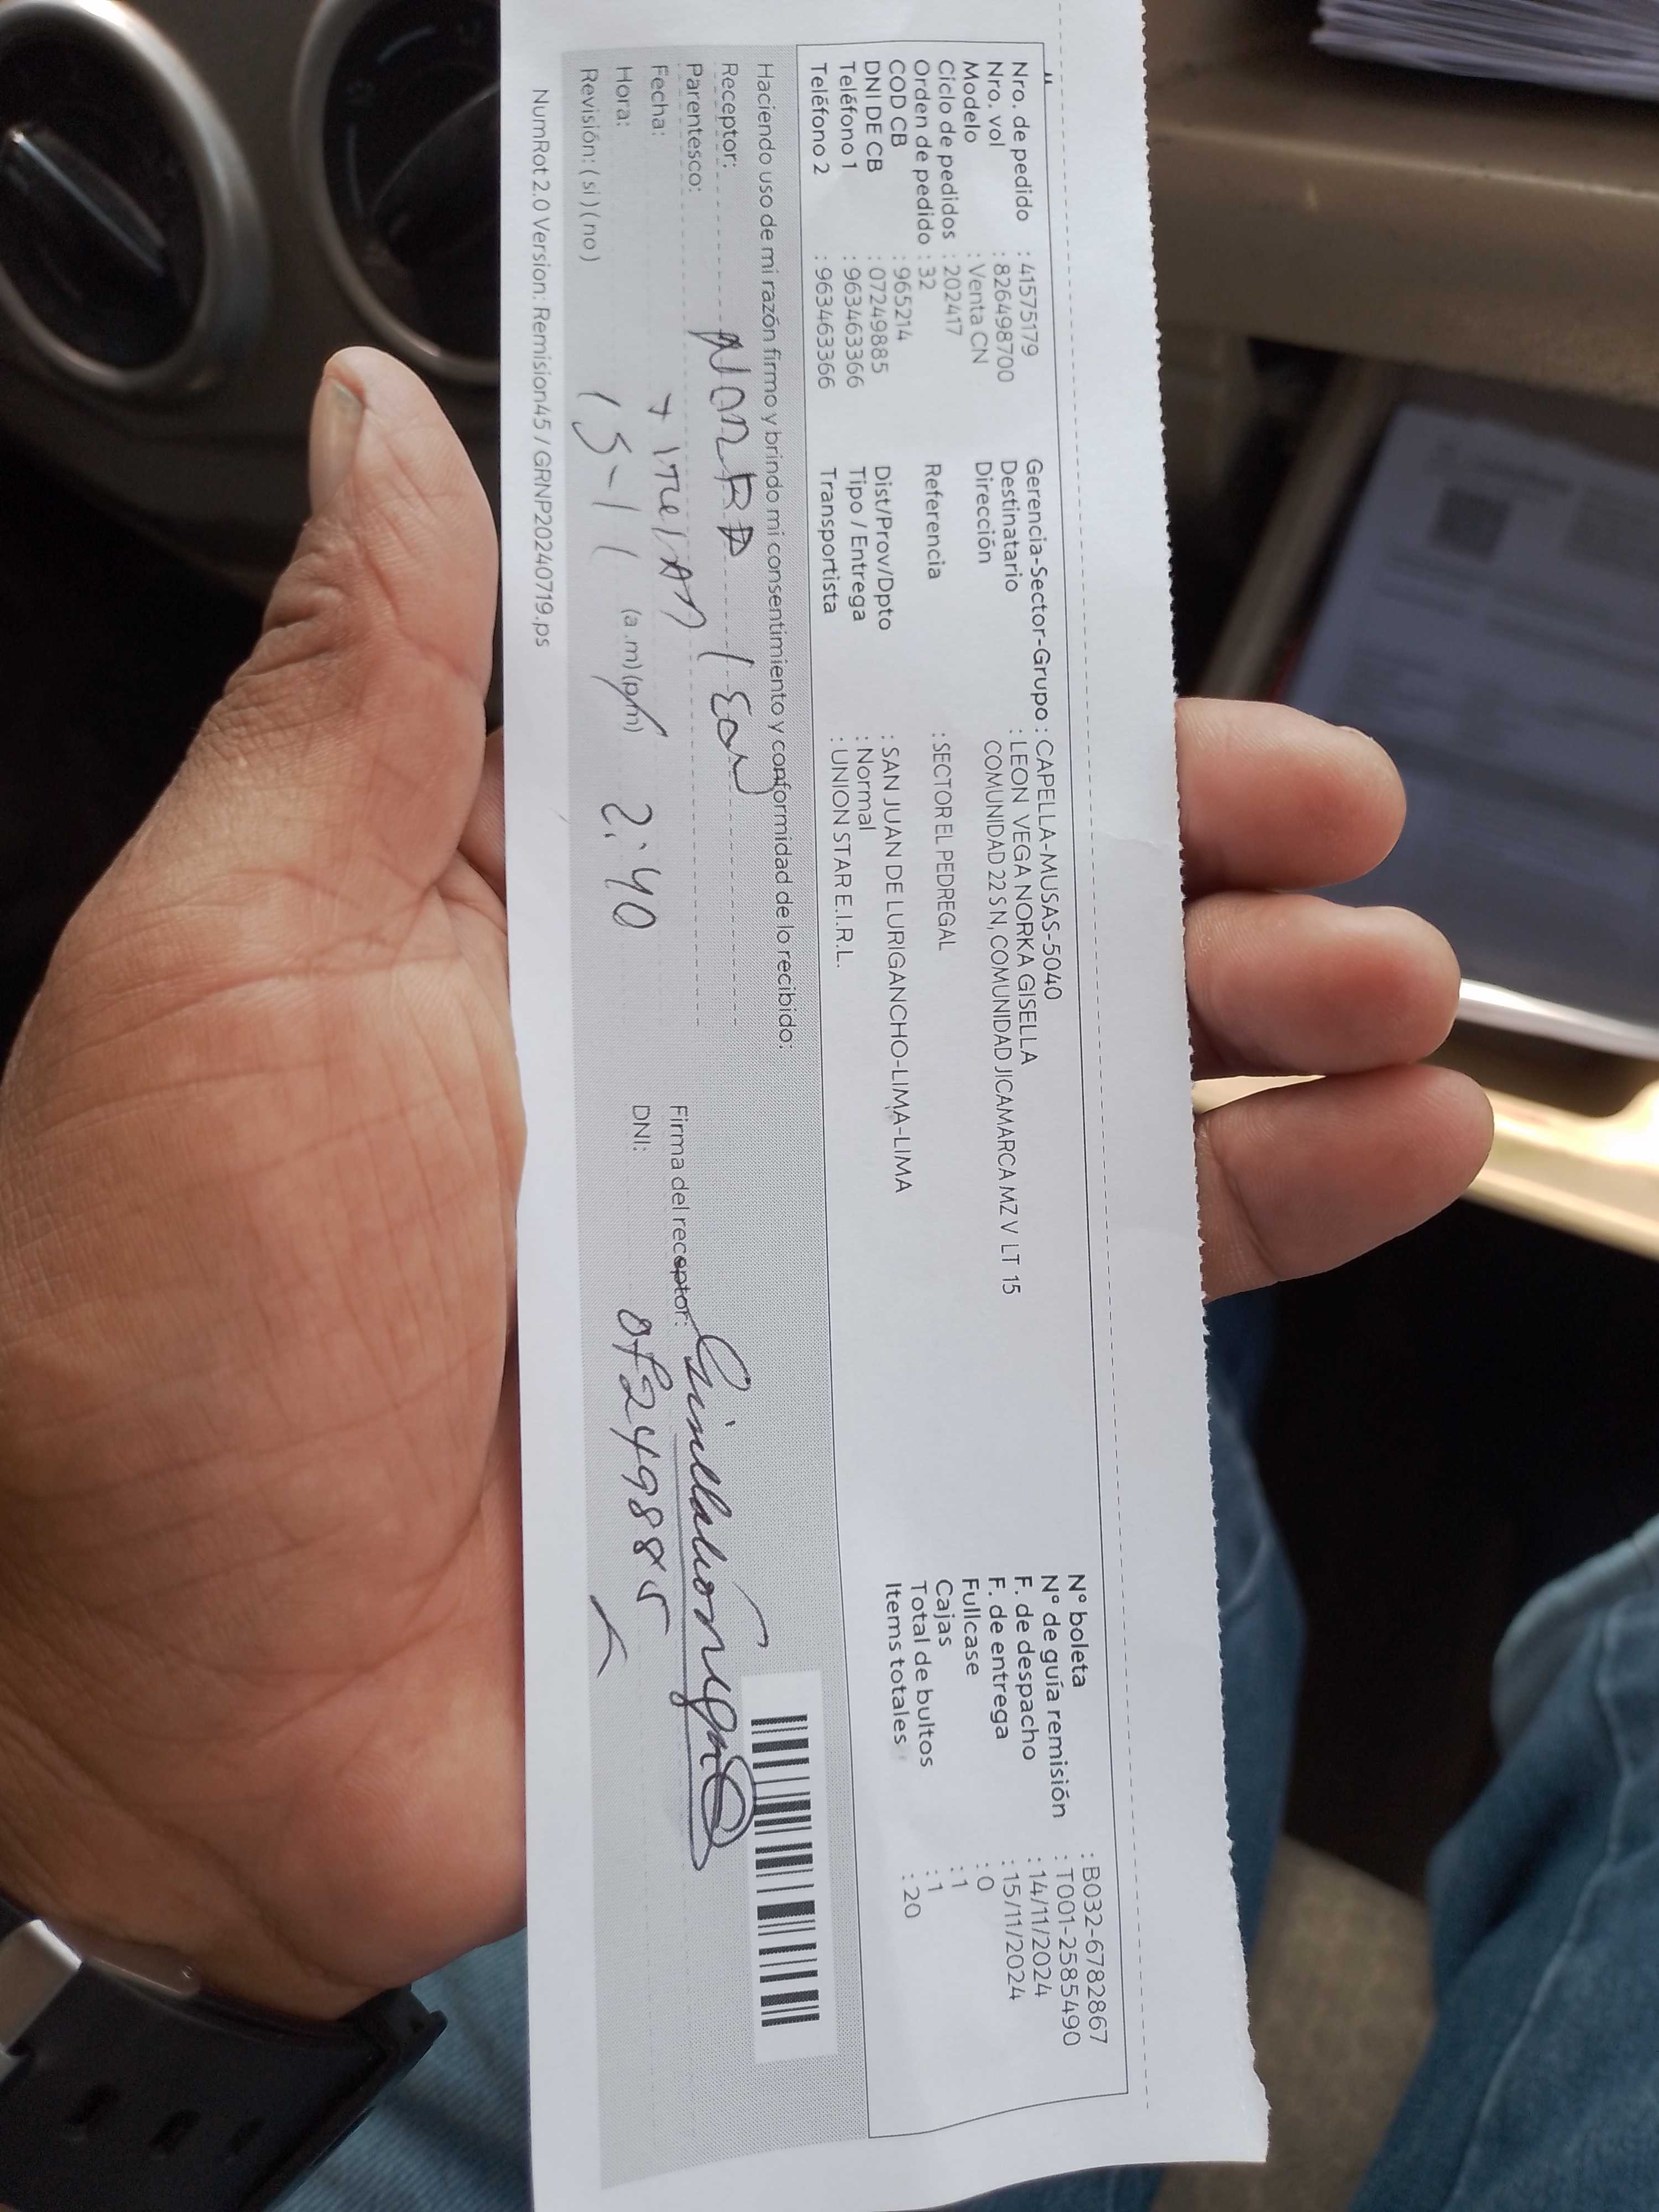 Nro. de pedido : 41575179 Gerencia-Sector-Grupo : CAPELLA-MUSAS-5040 N° boleta : B032-6782867
Nro. vol : 826498700 Destinatario : LEON VEGA NORKA GISELLA N° de guía remisión : T001-2585490
Modelo : Venta CN Dirección COMUNIDAD 22 S N, COMUNIDAD JICAMARCA MZ V LT 15 F. de despacho : 14/11/2024
Ciclo de pedidos : 202417 F. de entrega : 15/11/2024
Orden de pedido : 32 Referencia : SECTOR EL PEDREGAL Fullcase : 0
COD CB : 965214 Cajas : 1
DNI DE CB : 07249885 Dist/Prov/Dpto : SAN JUAN DE LURIGANCHO-LIMA-LIMA Total de bultos : 1
Teléfono 1 : 963463366 Tipo / Entrega : Normal Items totales : 20
Teléfono 2 : 963463366 Transportista : UNION STAR E.I.R.L.
Haciendo uso de mi razón firmo y brindo mi consentimiento y conformidad de lo recibido:
Receptor:
Parentesco: Firma del receptor:
Fecha: 15-11
Hora: (a.m)(p.m) 2:40 DNI: 07249885
Revisión: ( si ) ( no )
NumRot 2.0 Version: Remision45 / GRNP20240719.ps